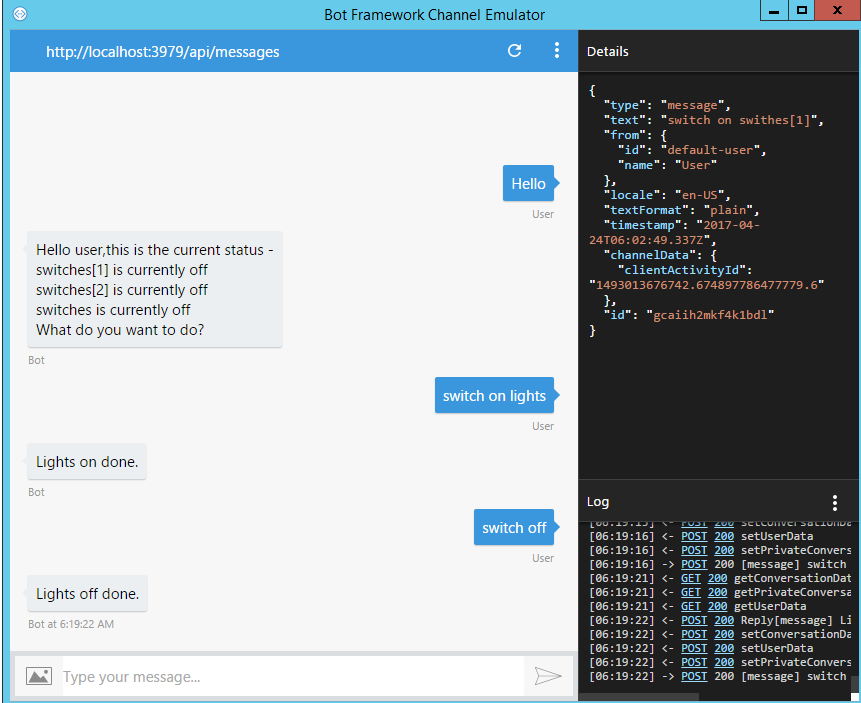 Bot Framework Channel Emulator
http://localhost:3979/api/messages
Hello
User
Hello user,this is the current status -
switches[1] is currently off
switches[2] is currently off
switches is currently off
What do you want to do?
Bot
switch on lights
User
Lights on done.
Bot
switch off
User
Lights off done.
Bot at 6:19:22 AM
Type your message...
Details
{
"type": "message",
"text": "switch on swithes[1]",
"from": {
"id": "default-user",
"name": "User"
},
"locale": "en-US",
"textFormat": "plain",
"timestamp": "2017-04-
24T06:02:49.337Z",
"channelData": {
"clientActivityId":
"1493013676742.674897786477779.6"
},
"id": "gcaiih2mkf4k1bdl"
}
Log
[06:19:15] <- POST 200 setConversationDa
[06:19:16] <- POST 200 setUserData
[06:19:16] <- POST 200 setPrivateConvers
[06:19:16] -> POST 200 [message] switch
[06:19:21] <- GET 200 getConversationDat
[06:19:21] <- GET 200 getPrivateConversa
[06:19:21] <- GET 200 getUserData
[06:19:22] <- POST 200 Reply[message] Li
[06:19:22] <- POST 200 setConversationDa
[06:19:22] <- POST 200 setUserData
[06:19:22] <- POST 200 setPrivateConvers
[06:19:22] -> POST 200 [message] switch